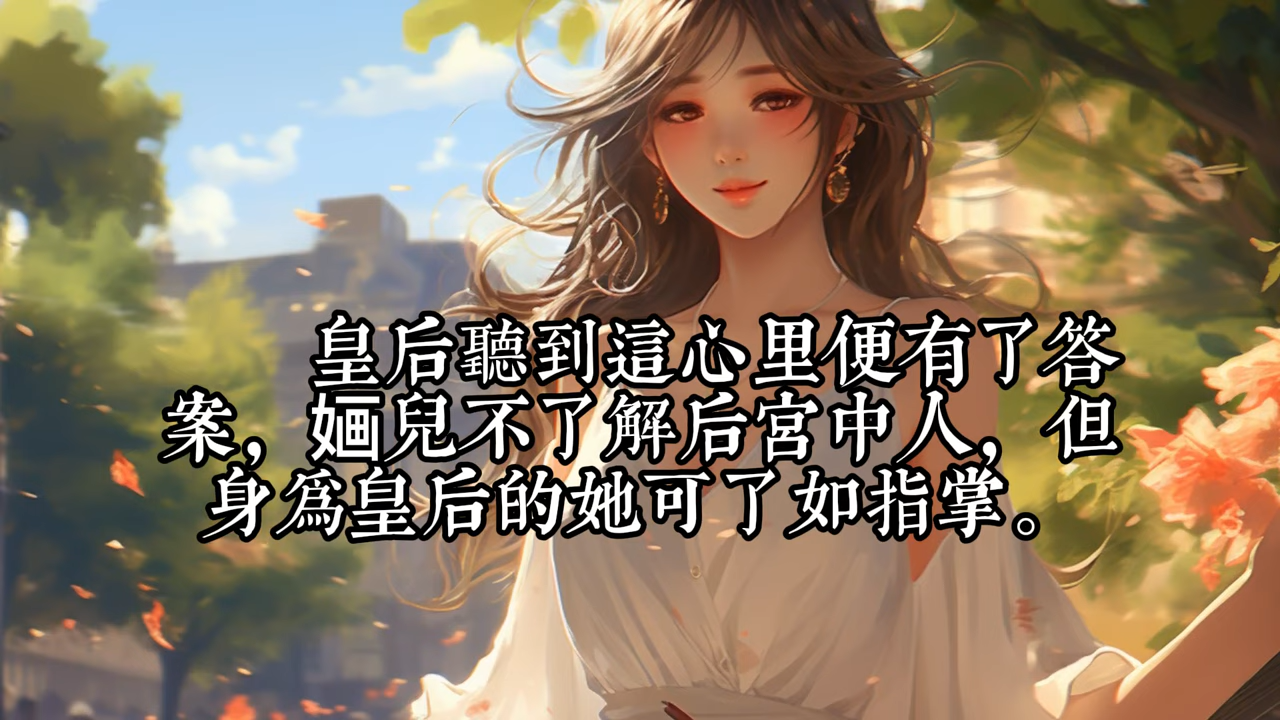 皇后聽到這心里便有了答
案，婳兒不了解后宮中人，但
身爲皇后的她可了如指掌。